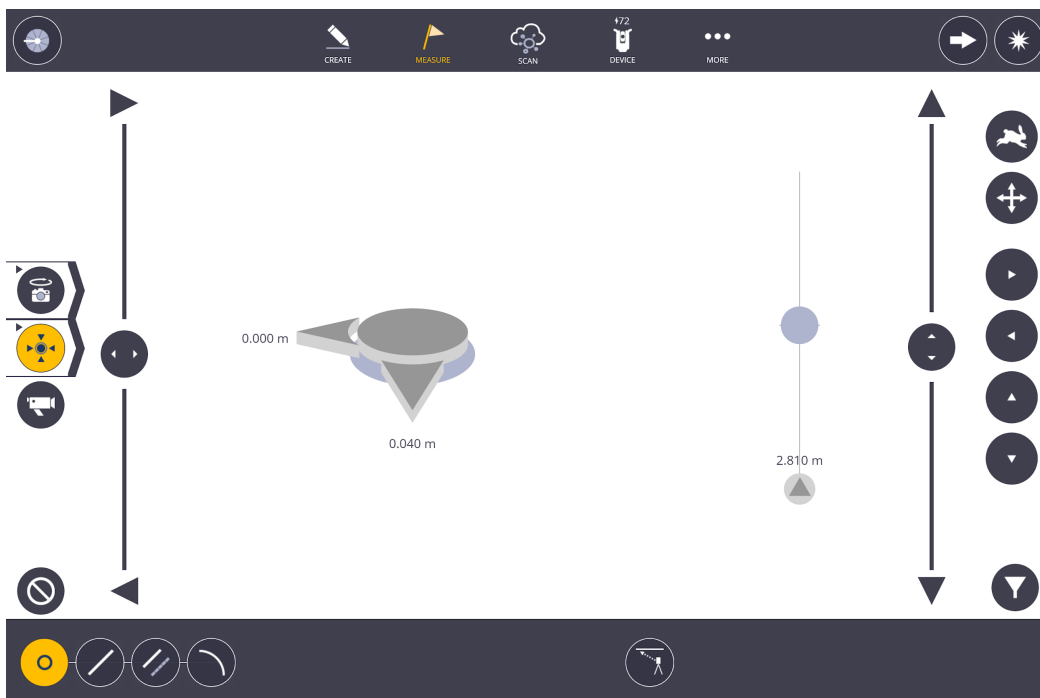 72
CREATE
MEASURE
SCAN
DEVICE
MORE
0.000 m
0.040 m
2.810 m